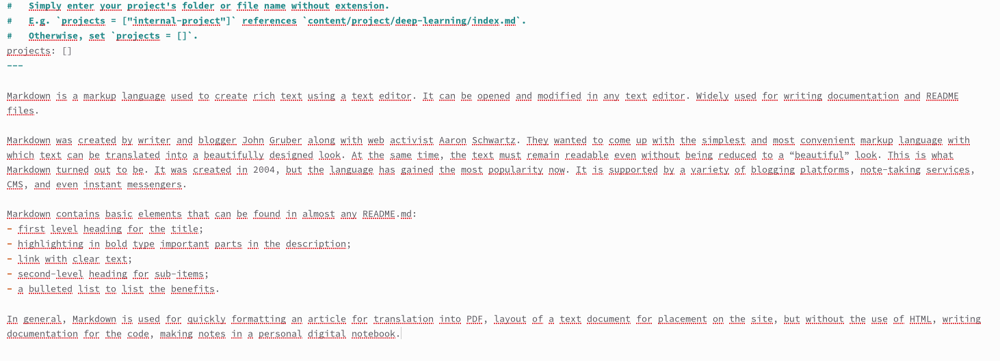 #   Simply enter your project's folder or file name without extension.
#   E.g. `projects = ["internal-project"]` references `content/project/deep-learning/index.md`.
#   Otherwise, set `projects = []`.
projects: []
---
Markdown is a markup language used to create rich text using a text editor. It can be opened and modified in any text editor. Widely used for writing documentation and README
files.
Markdown was created by writer and blogger John Gruber along with web activist Aaron Schwartz. They wanted to come up with the simplest and most convenient markup language with
which text can be translated into a beautifully designed look. At the same time, the text must remain readable even without being reduced to a “beautiful” look. This is what
Markdown turned out to be. It was created in 2004, but the language has gained the most popularity now. It is supported by a variety of blogging platforms, note-taking services,
CMS, and even instant messengers.
Markdown contains basic elements that can be found in almost any README.md:
- first level heading for the title;
- highlighting in bold type important parts in the description;
- link with clear text;
- second-level heading for sub-items;
- a bulleted list to list the benefits.
In general, Markdown is used for quickly formatting an article for translation into PDF, layout of a text document for placement on the site, but without the use of HTML, writing
documentation for the code, making notes in a personal digital notebook.